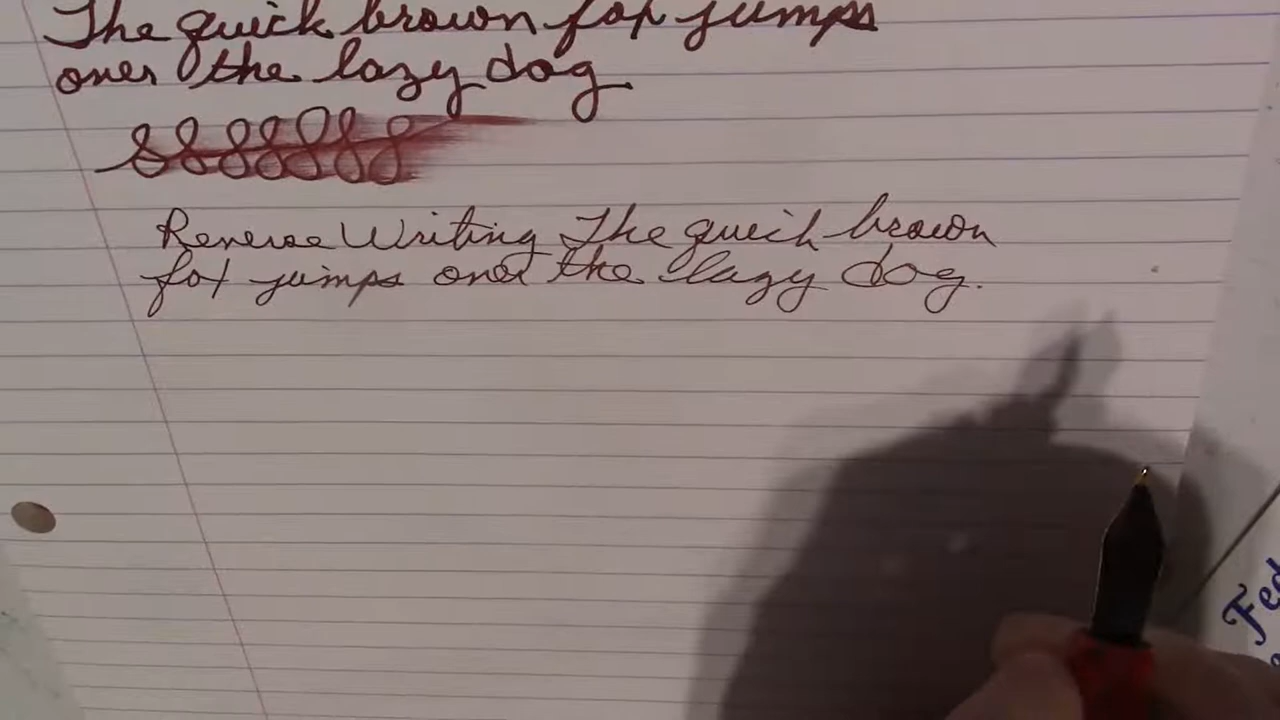 The quick brown fox jumps
over the lazy dog
Reverse Writing The quick brown
fox jumps over the lazy dog.
Fed